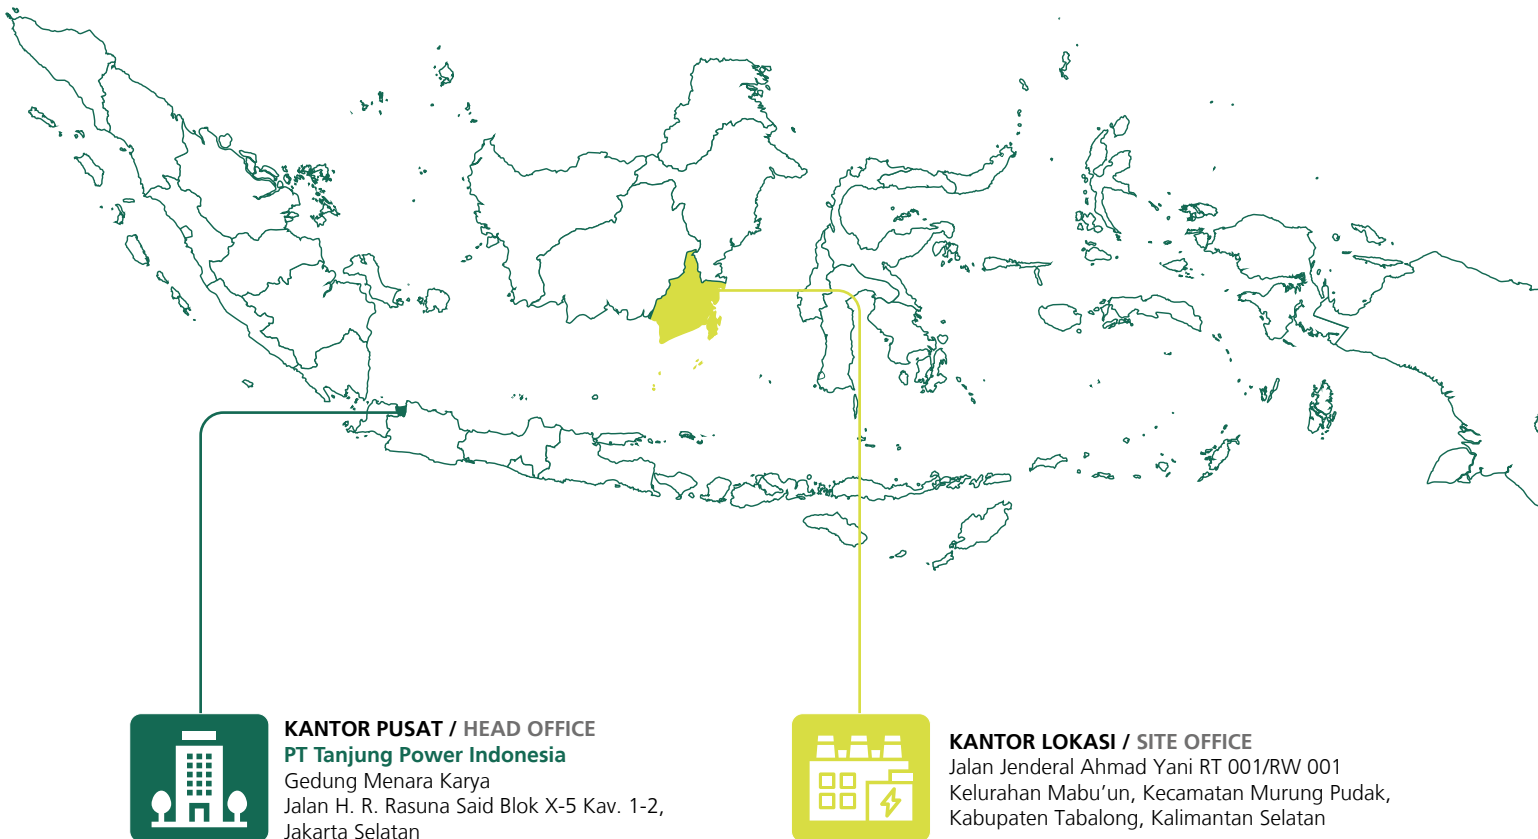 KANTOR PUSAT / HEAD OFFICE
PT Tanjung Power Indonesia
Gedung Menara Karya
Jalan H. R. Rasuna Said Blok X-5 Kav. 1-2,
Jakarta Selatan
KANTOR LOKASI / SITE OFFICE
Jalan Jenderal Ahmad Yani RT 001/RW 001
Kelurahan Mabu’un, Kecamatan Murung Pudak,
Kabupaten Tabalong, Kalimantan Selatan